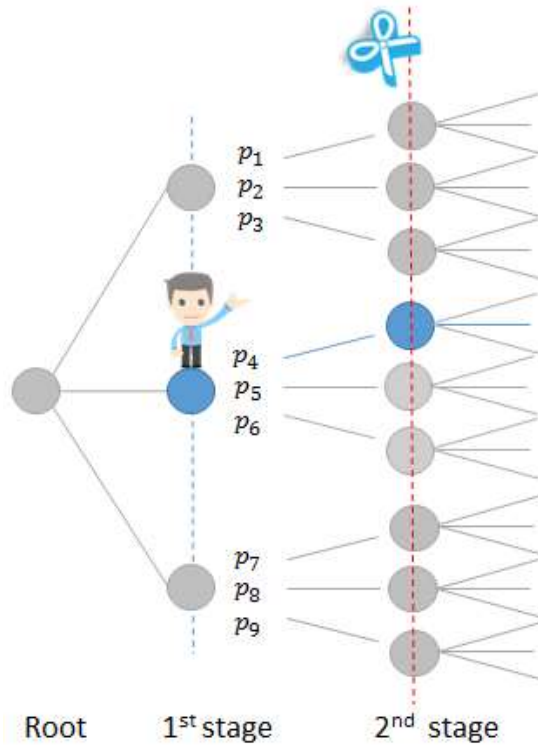 p₁
p₂
p₃
p₄
p₅
p₆
p₇
p₈
p₉
Root 1st stage 2nd stage